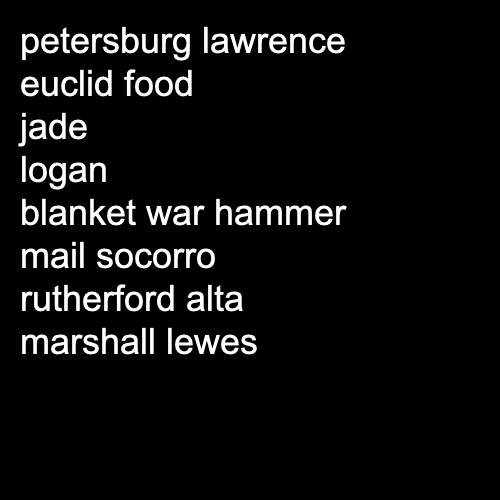 petersburg lawrence
euclid food
jade
logan
blanket war hammer
mail socorro
rutherford alta
marshall lewes